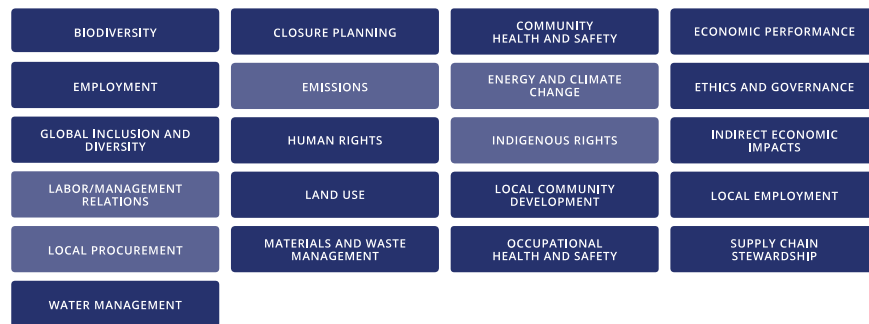 BIODIVERSITY
CLOSURE PLANNING
COMMUNITY
HEALTH AND SAFETY
ECONOMIC PERFORMANCE
EMPLOYMENT
EMISSIONS
ENERGY AND CLIMATE
CHANGE
ETHICS AND GOVERNANCE
GLOBAL INCLUSION AND
DIVERSITY
HUMAN RIGHTS
INDIGENOUS RIGHTS
INDIRECT ECONOMIC
IMPACTS
LABOR/MANAGEMENT
RELATIONS
LAND USE
LOCAL COMMUNITY
DEVELOPMENT
LOCAL EMPLOYMENT
LOCAL PROCUREMENT
MATERIALS AND WASTE
MANAGEMENT
OCCUPATIONAL
HEALTH AND SAFETY
SUPPLY CHAIN
STEWARDSHIP
WATER MANAGEMENT